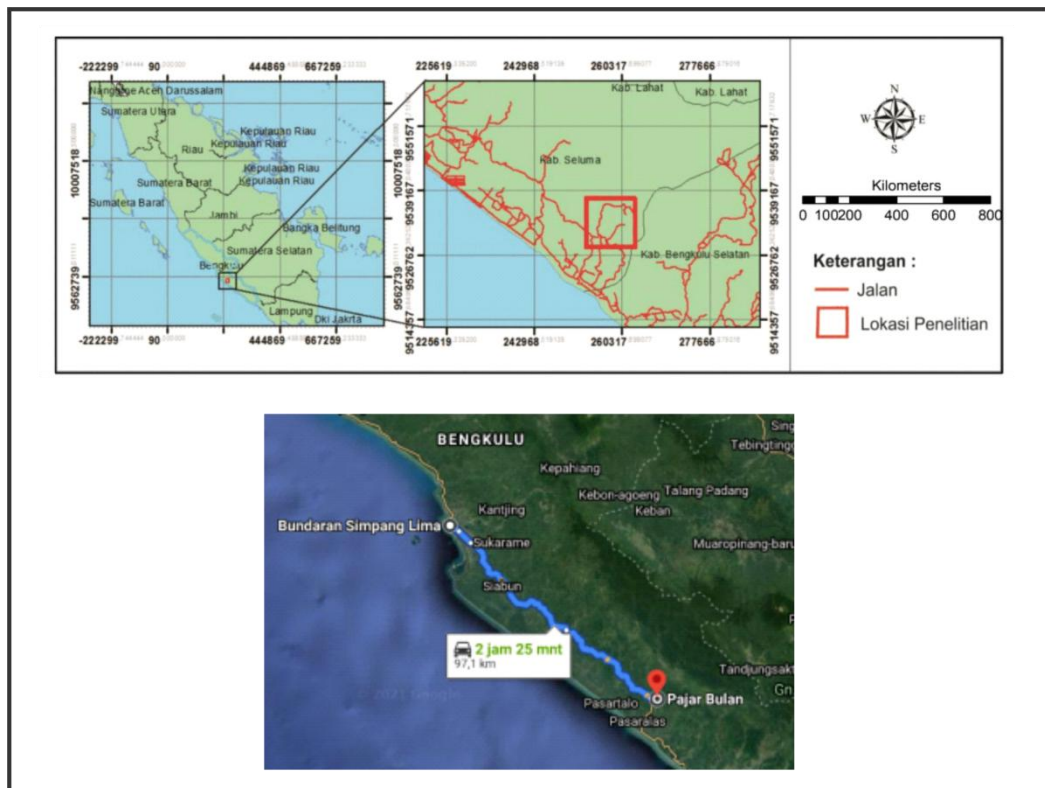 -222299 90 444869 667259
225619 242968 260317 277666
Nanggroe Aceh Darussalam
Sumatera Utara
Kepulauan Riau
Riau
Kepulauan Riau
Kepulauan Riau
Sumatera Barat
Kepulauan Riau
Sumatera Barat
Jambi
Bangka Belitung
Sumatera Selatan
Bengkulu
Lampung
Dki Jakrta
10007518
9562739
10007518
9562739
-222299 90 444869 667259
Kab. Lahat
Kab. Lahat
Kab. Seluma
Kab. Bengkulu Selatan
9551571
9539167
9526762
9514357
9551571
9539167
9526762
9514357
225619 242968 260317 277666
N
W E
S
Kilometers
0 100 200 400 600 800
Keterangan :
Jalan
Lokasi Penelitian
BENGKULU
Sing
Tebingtingg
Kepahiang
Kebon-agoeng
Talang Padang
Keban
Kantjing
Bundaran Simpang Lima
Sukarame
Muaropinang-baru
Siabun
2 jam 25 mnt
97,1 km
Tandjungsakt
Gn
Pajar Bulan
Pasartalo
Pasaralas
© 2021 Google